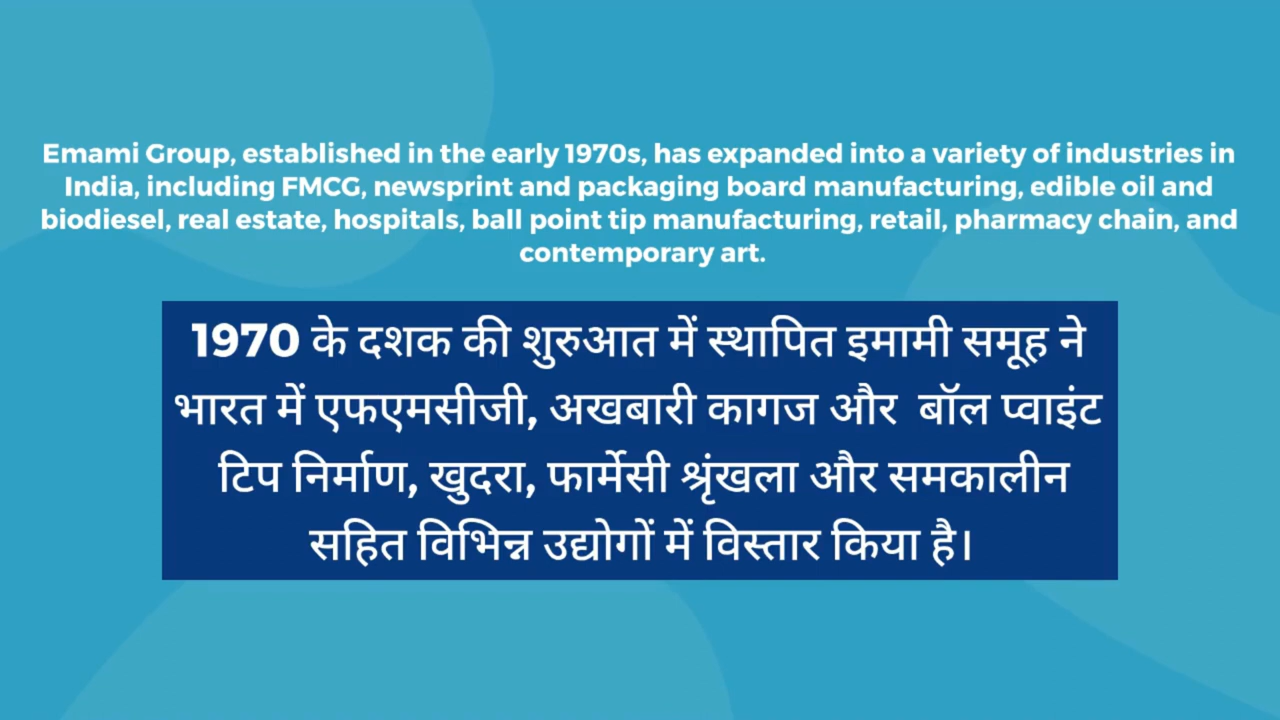 Emami Group, established in the early 1970s, has expanded into a variety of industries in
India, including FMCG, newsprint and packaging board manufacturing, edible oil and
biodiesel, real estate, hospitals, ball point tip manufacturing, retail, pharmacy chain, and
contemporary art.
1970 के दशक की शुरुआत में स्थापित इमामी समूह ने
भारत में एफएमसीजी, अखबारी कागज और बॉल प्वाइंट
टिप निर्माण, खुदरा, फार्मेसी श्रृंखला और समकालीन
सहित विभिन्न उद्योगों में विस्तार किया है।